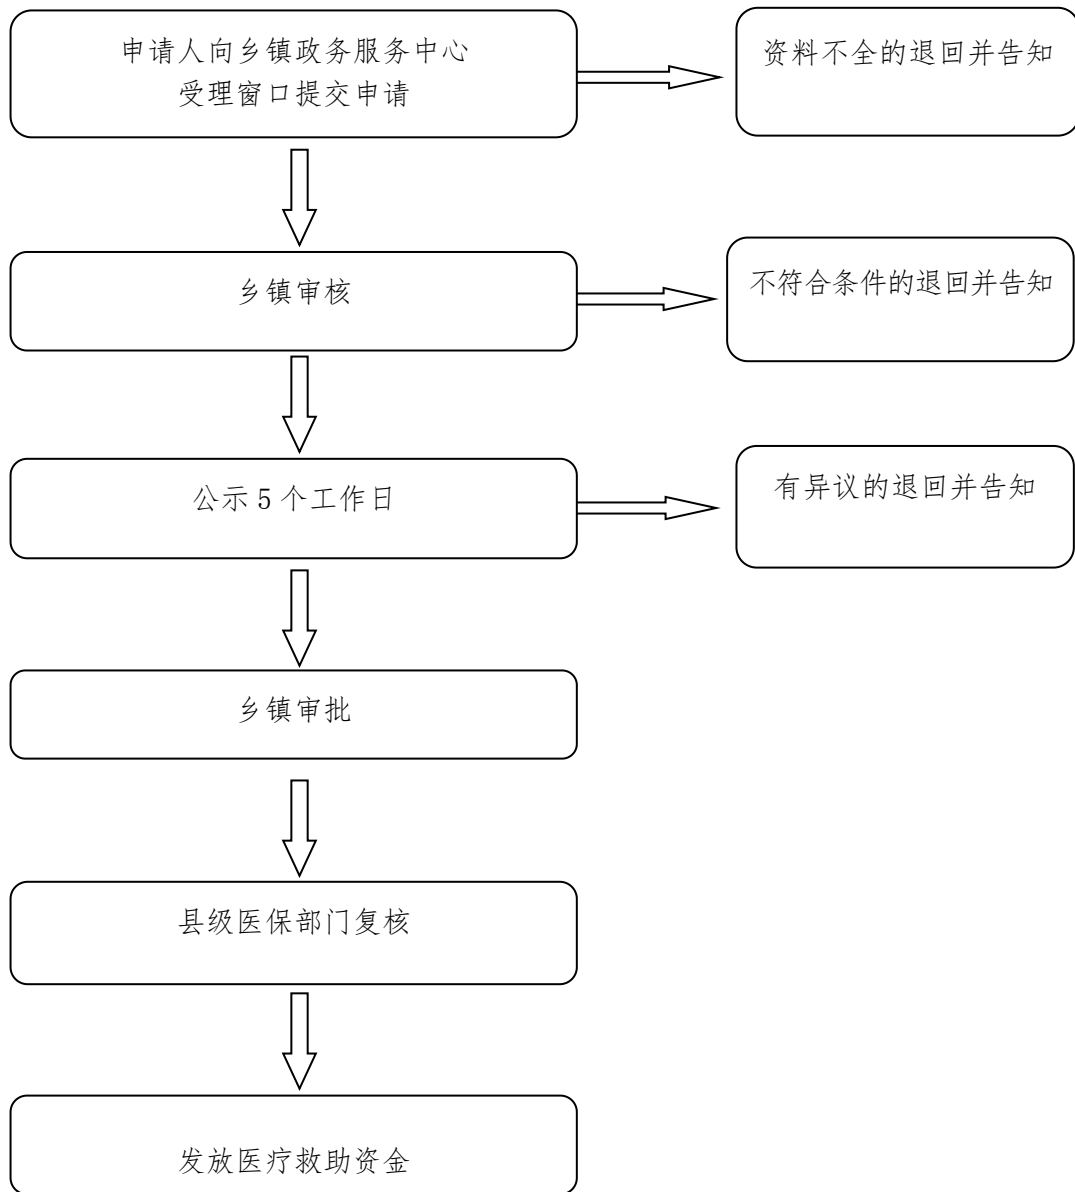 申请人向乡镇政务服务中心
受理窗口提交申请
资料不全的退回并告知
乡镇审核
不符合条件的退回并告知
公示 5 个工作日
有异议的退回并告知
乡镇审批
县级医保部门复核
发放医疗救助资金